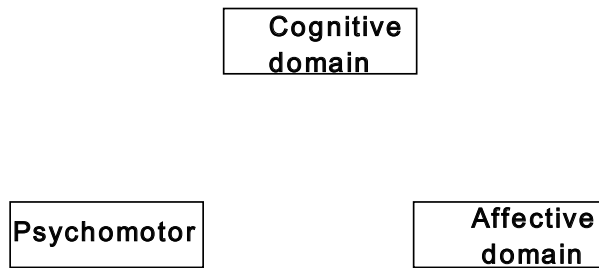 Cognitive
domain
Psychomotor
Affective
domain